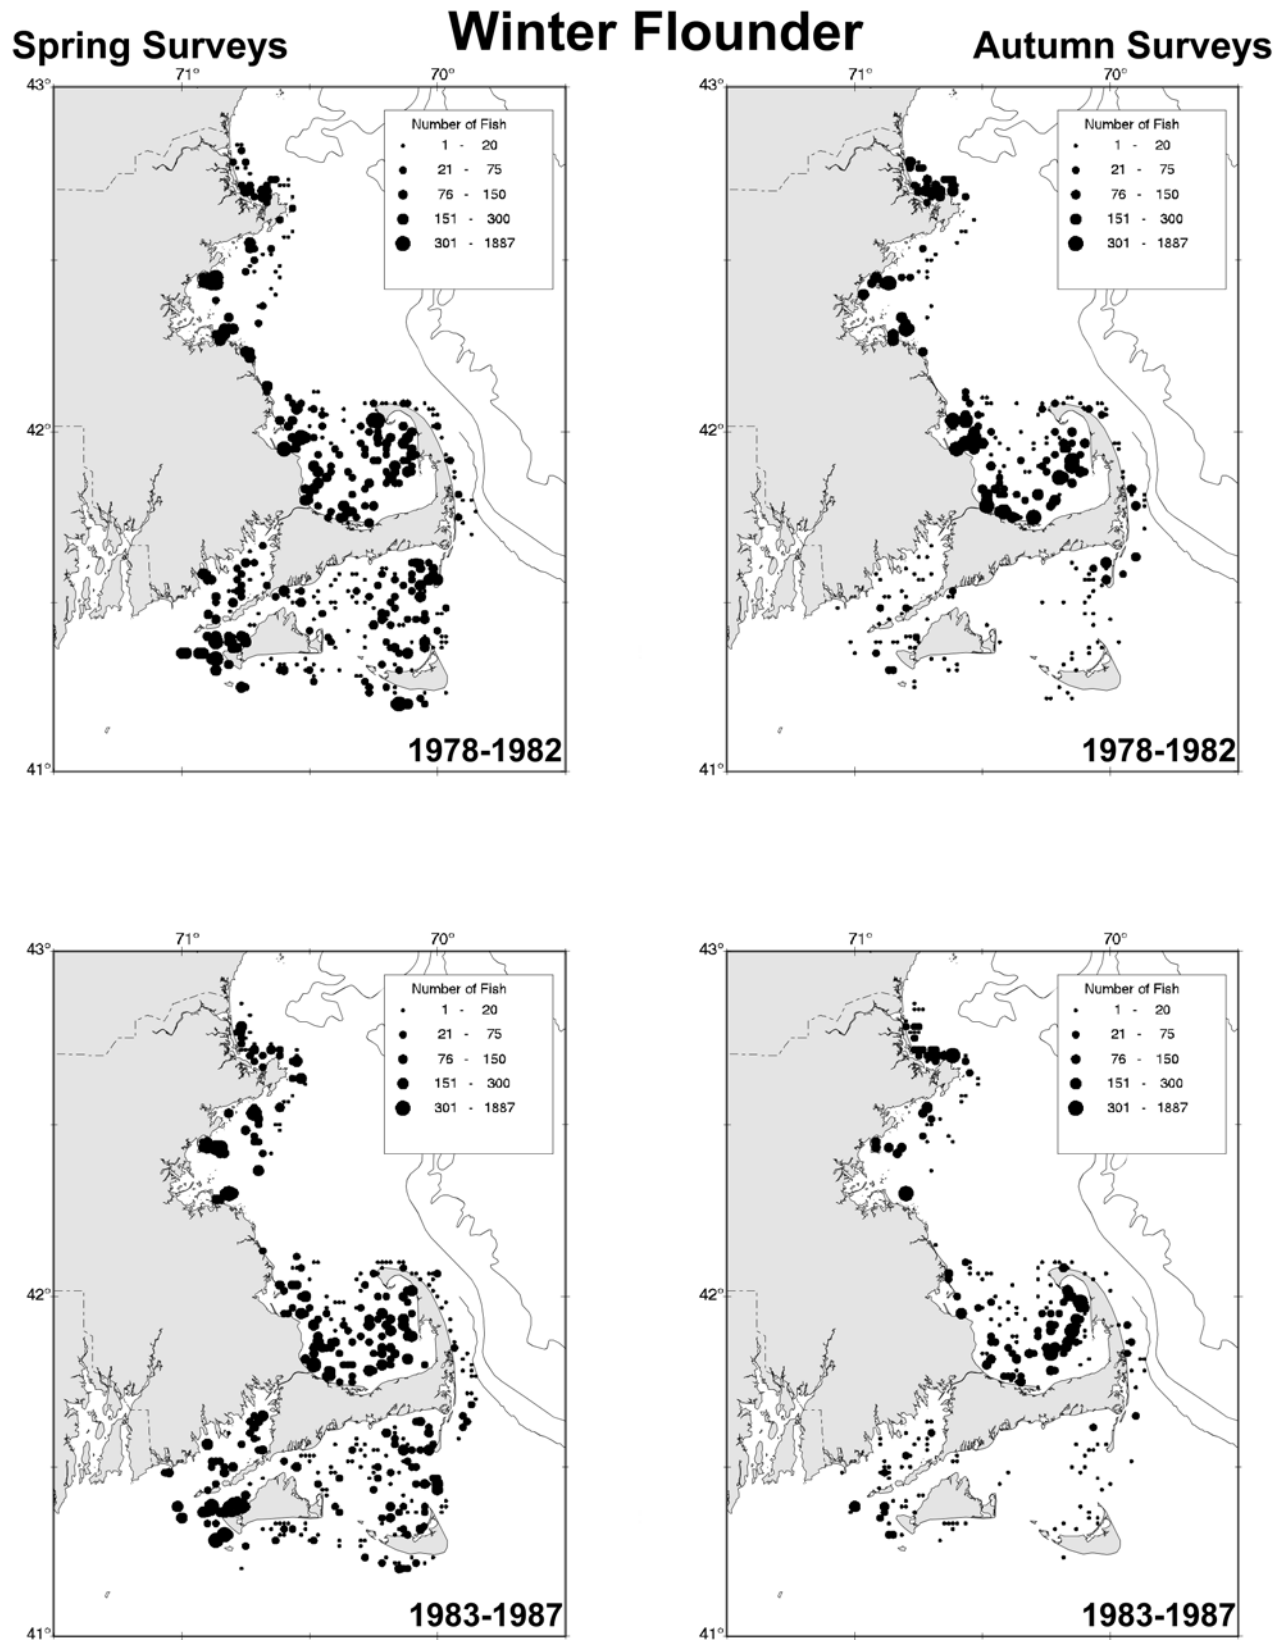 Winter Flounder
Spring Surveys
Autumn Surveys
71° 70°
43°
Number of Fish
1 - 20
21 - 75
76 - 150
151 - 300
301 - 1887
42°
1978-1982
41°
71° 70°
43°
Number of Fish
1 - 20
21 - 75
76 - 150
151 - 300
301 - 1887
42°
1978-1982
41°
71° 70°
43°
Number of Fish
1 - 20
21 - 75
76 - 150
151 - 300
301 - 1887
42°
1983-1987
41°
71° 70°
43°
Number of Fish
1 - 20
21 - 75
76 - 150
151 - 300
301 - 1887
42°
1983-1987
41°